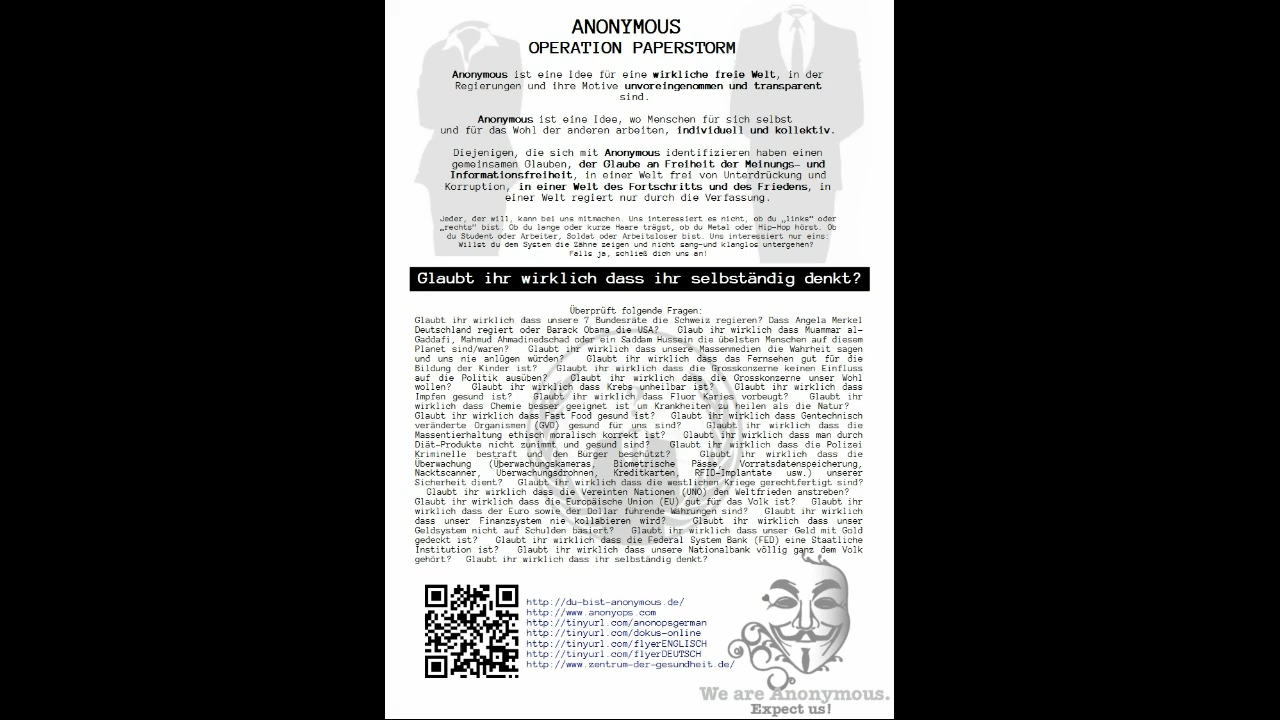 ANONYMOUS
OPERATION PAPERSTORM
Anonymous ist eine Idee für eine wirkliche freie Welt, in der
Regierungen und ihre Motive unvoreingenommen und transparent
sind.
Anonymous ist eine Idee, wo Menschen für sich selbst
und für das Wohl der anderen arbeiten, individuell und kollektiv.
Diejenigen, die sich mit Anonymous identifizieren haben einen
gemeinsamen Glauben, der Glaube an Freiheit der Meinungs- und
Informationsfreiheit, in einer Welt frei von Unterdrückung und
Korruption, in einer Welt des Fortschritts und des Friedens, in
einer Welt regiert nur durch die Verfassung.
Jeder, der will, kann bei uns mitmachen. Uns interessiert es nicht, ob du „links" oder
„rechts" bist. Ob du lange oder kurze Haare trägst, ob du Metal oder Hip-Hop hörst. Ob
du Student oder Arbeiter, Soldat oder Arbeitsloser bist. Uns interessiert nur eins:
Willst du dem System die Zähne zeigen und nicht sang-und klanglos untergehen?
Falls ja, schließ dich uns an!
Glaubt ihr wirklich dass ihr selbständig denkt?
Überprüft folgende Fragen:
Glaubt ihr wirklich dass unsere 7 Bundesräte die Schweiz regieren? Dass Angela Merkel
Deutschland regiert oder Barack Obama die USA? Glaub ihr wirklich dass Muammar al-
Gaddafi, Mahmud Ahmadinedschad oder ein Saddam Hussein die übelsten Menschen auf diesem
Planet sind/waren? Glaubt ihr wirklich dass unsere Massenmedien die Wahrheit sagen
und uns nie anlügen würden? Glaubt ihr wirklich dass das Fernsehen gut für die
Bildung der Kinder ist? Glaubt ihr wirklich dass die Grosskonzerne keinen Einfluss
auf die Politik ausüben? Glaubt ihr wirklich dass die Grosskonzerne unser Wohl
wollen? Glaubt ihr wirklich dass Krebs unheilbar ist? Glaubt ihr wirklich dass
Impfen gesund ist? Glaubt ihr wirklich dass Fluor Karies vorbeugt? Glaubt ihr
wirklich dass Chemie besser geeignet ist um Krankheiten zu heilen als die Natur?
Glaubt ihr wirklich dass Fast Food gesund ist? Glaubt ihr wirklich dass Gentechnisch
veränderte Organismen (GVO) gesund für uns sind? Glaubt ihr wirklich dass die
Massentierhaltung ethisch moralisch korrekt ist? Glaubt ihr wirklich dass man durch
Diät-Produkte nicht zunimmt und gesund sind? Glaubt ihr wirklich dass die Polizei
Kriminelle bestraft und den Bürger beschützt? Glaubt ihr wirklich dass die
Überwachung (Überwachungskameras, Biometrische Pässe, Vorratsdatenspeicherung,
Nacktscanner, Überwachungsdrohnen, Kreditkarten, RFID-Implantate usw.) unserer
Sicherheit dient? Glaubt ihr wirklich dass die westlichen Kriege gerechtfertigt sind?
Glaubt ihr wirklich dass die Vereinten Nationen (UNO) den Weltfrieden anstreben?
Glaubt ihr wirklich dass die Europäische Union (EU) gut für das Volk ist? Glaubt ihr
wirklich dass der Euro sowie der Dollar führende Währungen sind? Glaubt ihr wirklich
dass unser Finanzsystem nie kollabieren wird? Glaubt ihr wirklich dass unser
Geldsystem nicht auf Schulden basiert? Glaubt ihr wirklich dass unser Geld mit Gold
gedeckt ist? Glaubt ihr wirklich dass die Federal System Bank (FED) eine Staatliche
Institution ist? Glaubt ihr wirklich dass unsere Nationalbank völlig ganz dem Volk
gehört? Glaubt ihr wirklich dass ihr selbständig denkt?
http://du-bist-anonymous.de/
http://www.anonyops.com
http://tinyurl.com/anonopsgerman
http://tinyurl.com/dokus-online
http://tinyurl.com/flyerENGLISCH
http://tinyurl.com/flyerDEUTSCH
http://www.zentrum-der-gesundheit.de/
We are Anonymous.
Expect us!